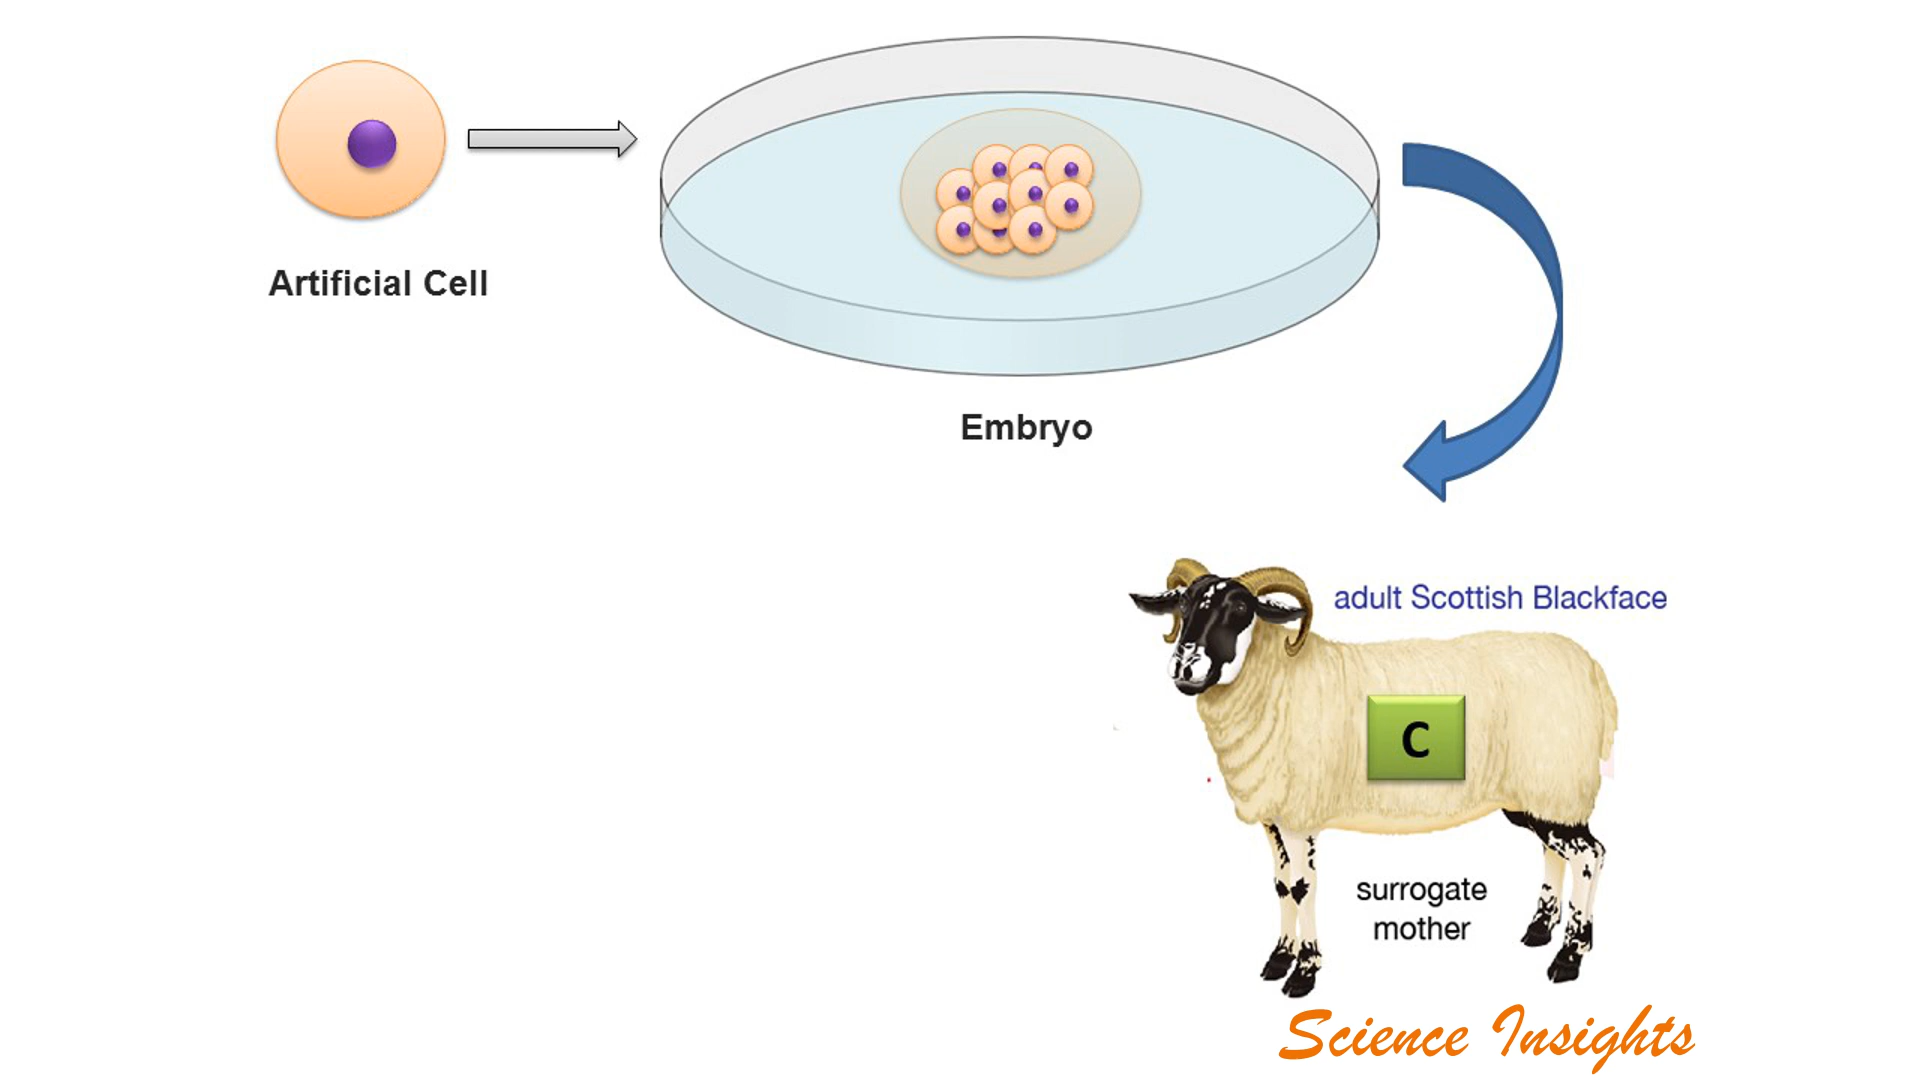 Artificial Cell
Embryo
adult Scottish Blackface
C
surrogate
mother
Science Insights